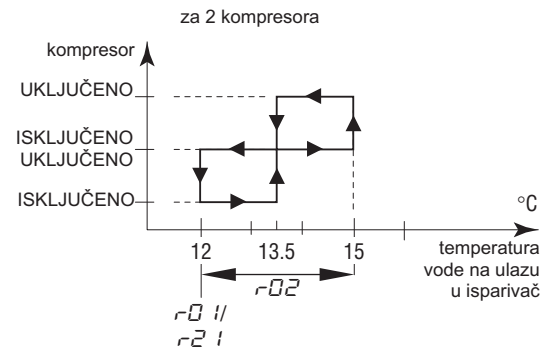 za 2 kompresora
kompresor
UKLJUČENO
ISKLJUČENO
UKLJUČENO
ISKLJUČENO
°C
12 13.5 15
temperatura
vode na ulazu
u isparivač
r02
r01/
r21